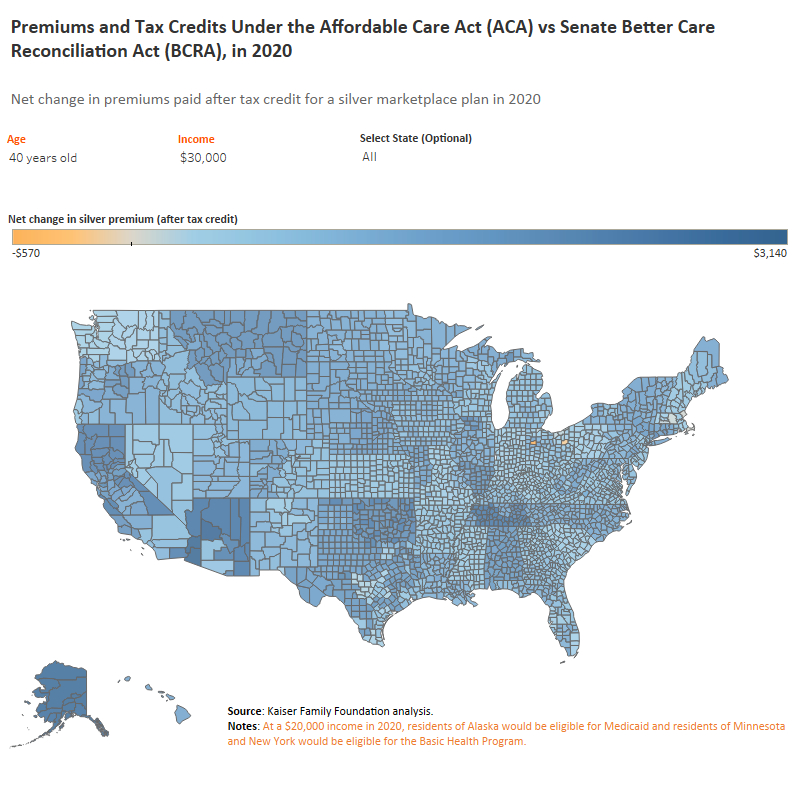 Premiums and Tax Credits Under the Affordable Care Act (ACA) vs Senate Better Care
Reconciliation Act (BCRA), in 2020
Net change in premiums paid after tax credit for a silver marketplace plan in 2020
Age
Income
Select State (Optional)
40 years old
$30,000
All
Net change in silver premium (after tax credit)
-$570
$3,140
Source: Kaiser Family Foundation analysis.
Notes: At a $20,000 income in 2020, residents of Alaska would be eligible for Medicaid and residents of Minnesota
and New York would be eligible for the Basic Health Program.